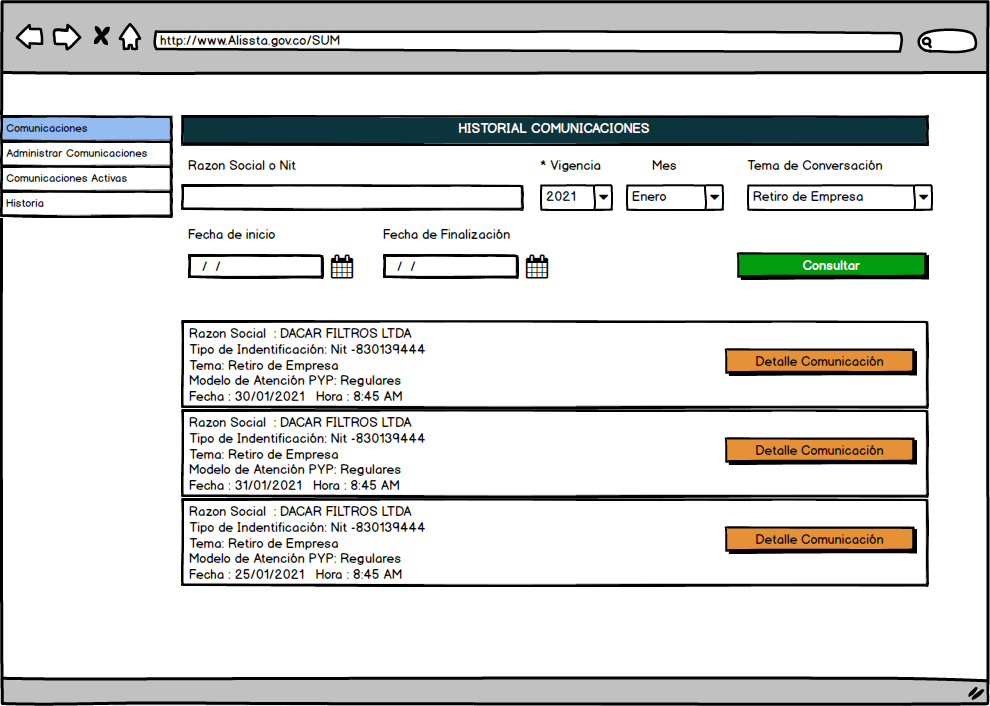 http://www.Alissta.gov.co/SUM
Comunicaciones
Administrar Comunicaciones
Comunicaciones Activas
Historia
HISTORIAL COMUNICACIONES
Razon Social o Nit
* Vigencia
Mes
Tema de Conversación
2021
Enero
Retiro de Empresa
Fecha de inicio
Fecha de Finalización
/ /
/ /
Consultar
Razon Social : DACAR FILTROS LTDA
Tipo de Indentificación: Nit -830139444
Tema: Retiro de Empresa
Modelo de Atención PYP: Regulares
Fecha : 30/01/2021 Hora : 8:45 AM
Detalle Comunicación
Razon Social : DACAR FILTROS LTDA
Tipo de Indentificación: Nit -830139444
Tema: Retiro de Empresa
Modelo de Atención PYP: Regulares
Fecha : 31/01/2021 Hora : 8:45 AM
Detalle Comunicación
Razon Social : DACAR FILTROS LTDA
Tipo de Indentificación: Nit -830139444
Tema: Retiro de Empresa
Modelo de Atención PYP: Regulares
Fecha : 25/01/2021 Hora : 8:45 AM
Detalle Comunicación